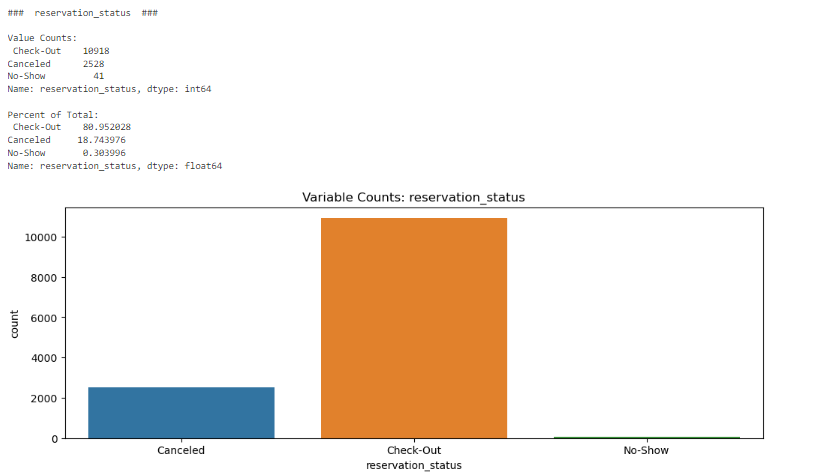 ### reservation_status ###
Value Counts:
Check-Out 10918
Canceled 2528
No-Show 41
Name: reservation_status, dtype: int64
Percent of Total:
Check-Out 80.952028
Canceled 18.743976
No-Show 0.303996
Name: reservation_status, dtype: float64
Variable Counts: reservation_status
10000
8000
6000
4000
2000
0
count
Canceled Check-Out No-Show
reservation_status